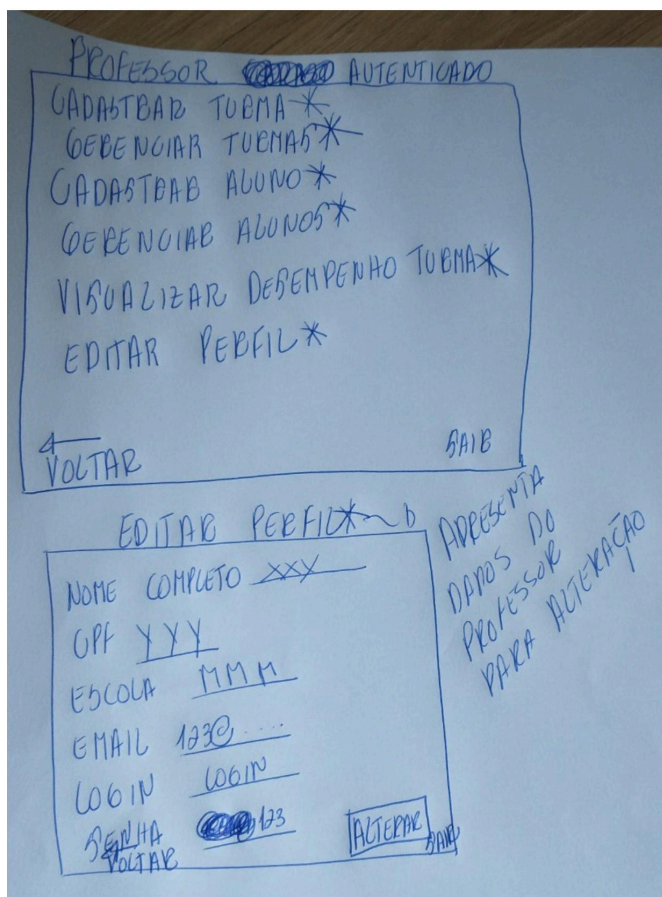 PROFESSOR AUTENTICADO
CADASTRAR TURMA *
GERENCIAR TURMAS *
CADASTRAR ALUNO *
GERENCIAR ALUNOS *
VISUALIZAR DESEMPENHO TURMA *
EDITAR PERFIL *
← VOLTAR
SAIR
EDITAR PERFIL *
APRESENTA
DADOS DO
PROFESSOR
PARA ALTERAÇÃO
NOME COMPLETO XXY
CPF YYY
ESCOLA MMM
EMAIL 123@....
LOGIN LOGIN
SENHA 123
VOLTAR
ALTERAR
SAIR